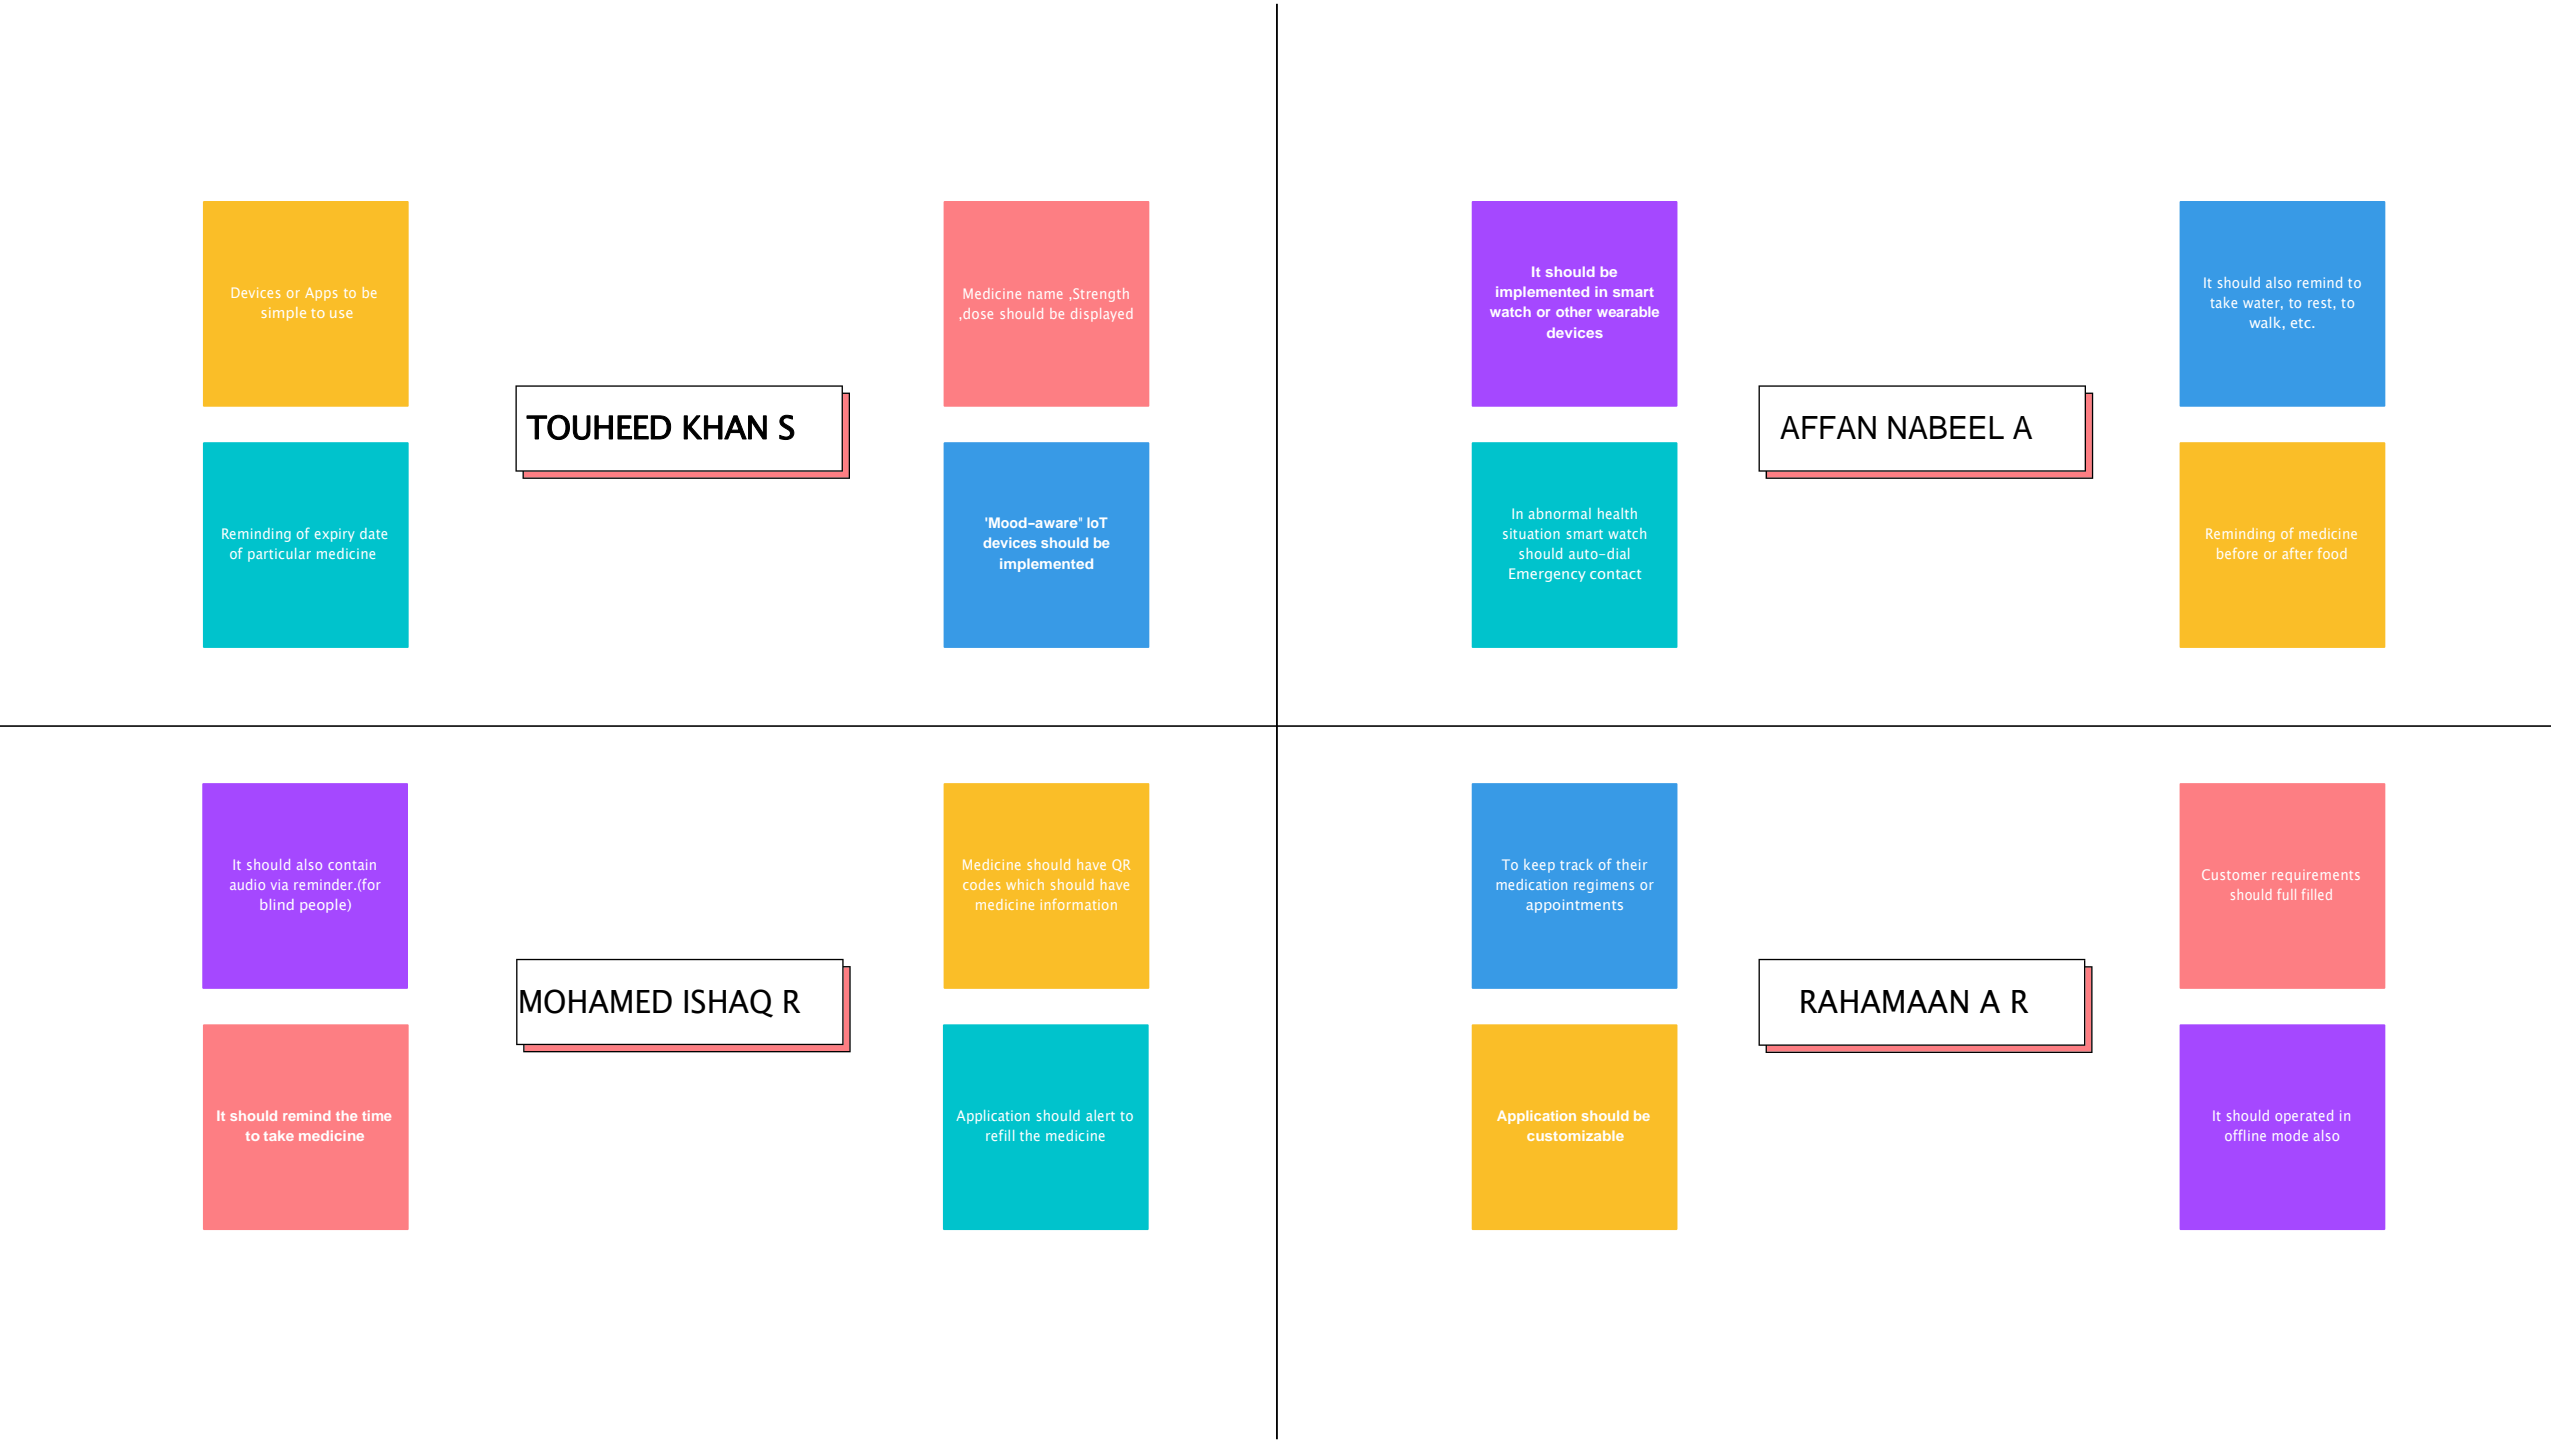 Devices or Apps to be
simple to use
Medicine name ,Strength
,dose should be displayed
TOUHEED KHAN S
Reminding of expiry date
of particular medicine
'Mood-aware" IoT
devices should be
implemented
It should be
implemented in smart
watch or other wearable
devices
It should also remind to
take water, to rest, to
walk, etc.
AFFAN NABEEL A
In abnormal health
situation smart watch
should auto-dial
Emergency contact
Reminding of medicine
before or after food
It should also contain
audio via reminder.(for
blind people)
Medicine should have QR
codes which should have
medicine information
MOHAMED ISHAQ R
It should remind the time
to take medicine
Application should alert to
refill the medicine
To keep track of their
medication regimens or
appointments
Customer requirements
should full filled
RAHAMAAN A R
Application should be
customizable
It should operated in
offline mode also